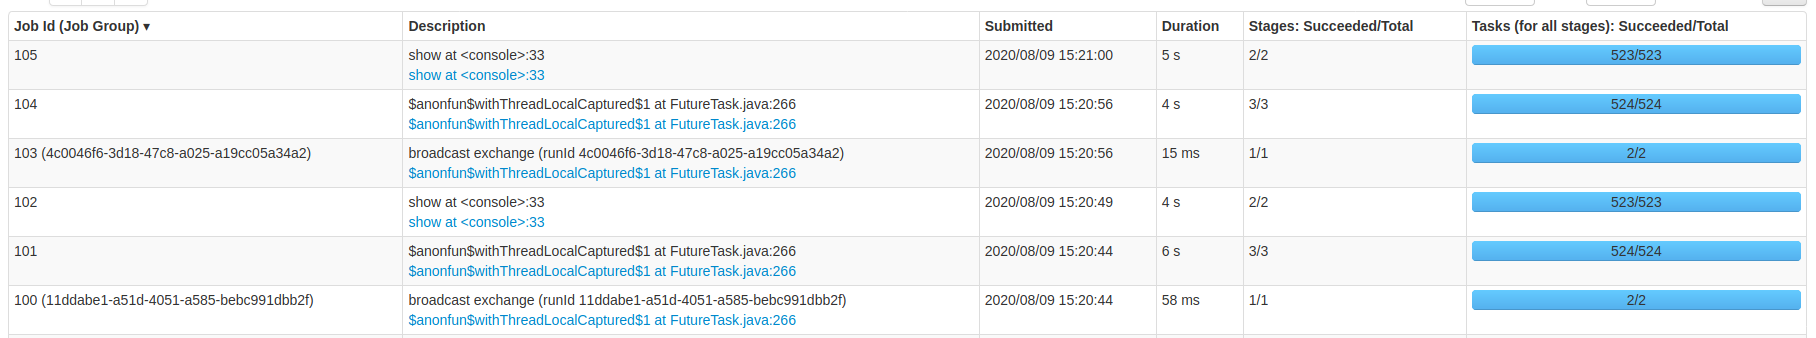 Job Id (Job Group) ▾ Description Submitted Duration Stages: Succeeded/Total Tasks (for all stages): Succeeded/Total
105 show at <console>:33 2020/08/09 15:21:00 5 s 2/2 523/523
show at <console>:33
104 $anonfun$withThreadLocalCaptured$1 at FutureTask.java:266 2020/08/09 15:20:56 4 s 3/3 524/524
$anonfun$withThreadLocalCaptured$1 at FutureTask.java:266
103 (4c0046f6-3d18-47c8-a025-a19cc05a34a2) broadcast exchange (runId 4c0046f6-3d18-47c8-a025-a19cc05a34a2) 2020/08/09 15:20:56 15 ms 1/1 2/2
$anonfun$withThreadLocalCaptured$1 at FutureTask.java:266
102 show at <console>:33 2020/08/09 15:20:49 4 s 2/2 523/523
show at <console>:33
101 $anonfun$withThreadLocalCaptured$1 at FutureTask.java:266 2020/08/09 15:20:44 6 s 3/3 524/524
$anonfun$withThreadLocalCaptured$1 at FutureTask.java:266
100 (11ddabe1-a51d-4051-a585-bebc991dbb2f) broadcast exchange (runId 11ddabe1-a51d-4051-a585-bebc991dbb2f) 2020/08/09 15:20:44 58 ms 1/1 2/2
$anonfun$withThreadLocalCaptured$1 at FutureTask.java:266